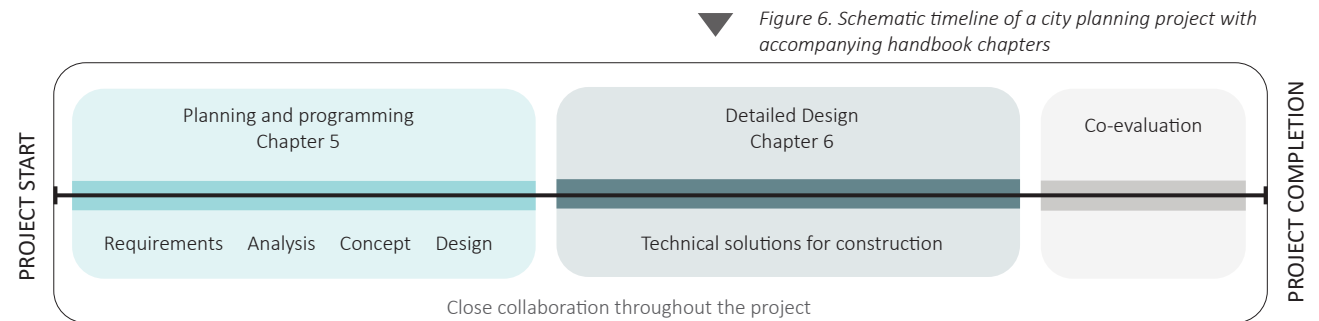 Figure 6. Schematic timeline of a city planning project with
accompanying handbook chapters
PROJECT START
Planning and programming
Chapter 5
Requirements Analysis Concept Design
Detailed Design
Chapter 6
Technical solutions for construction
Co-evaluation
PROJECT COMPLETION
Close collaboration throughout the project